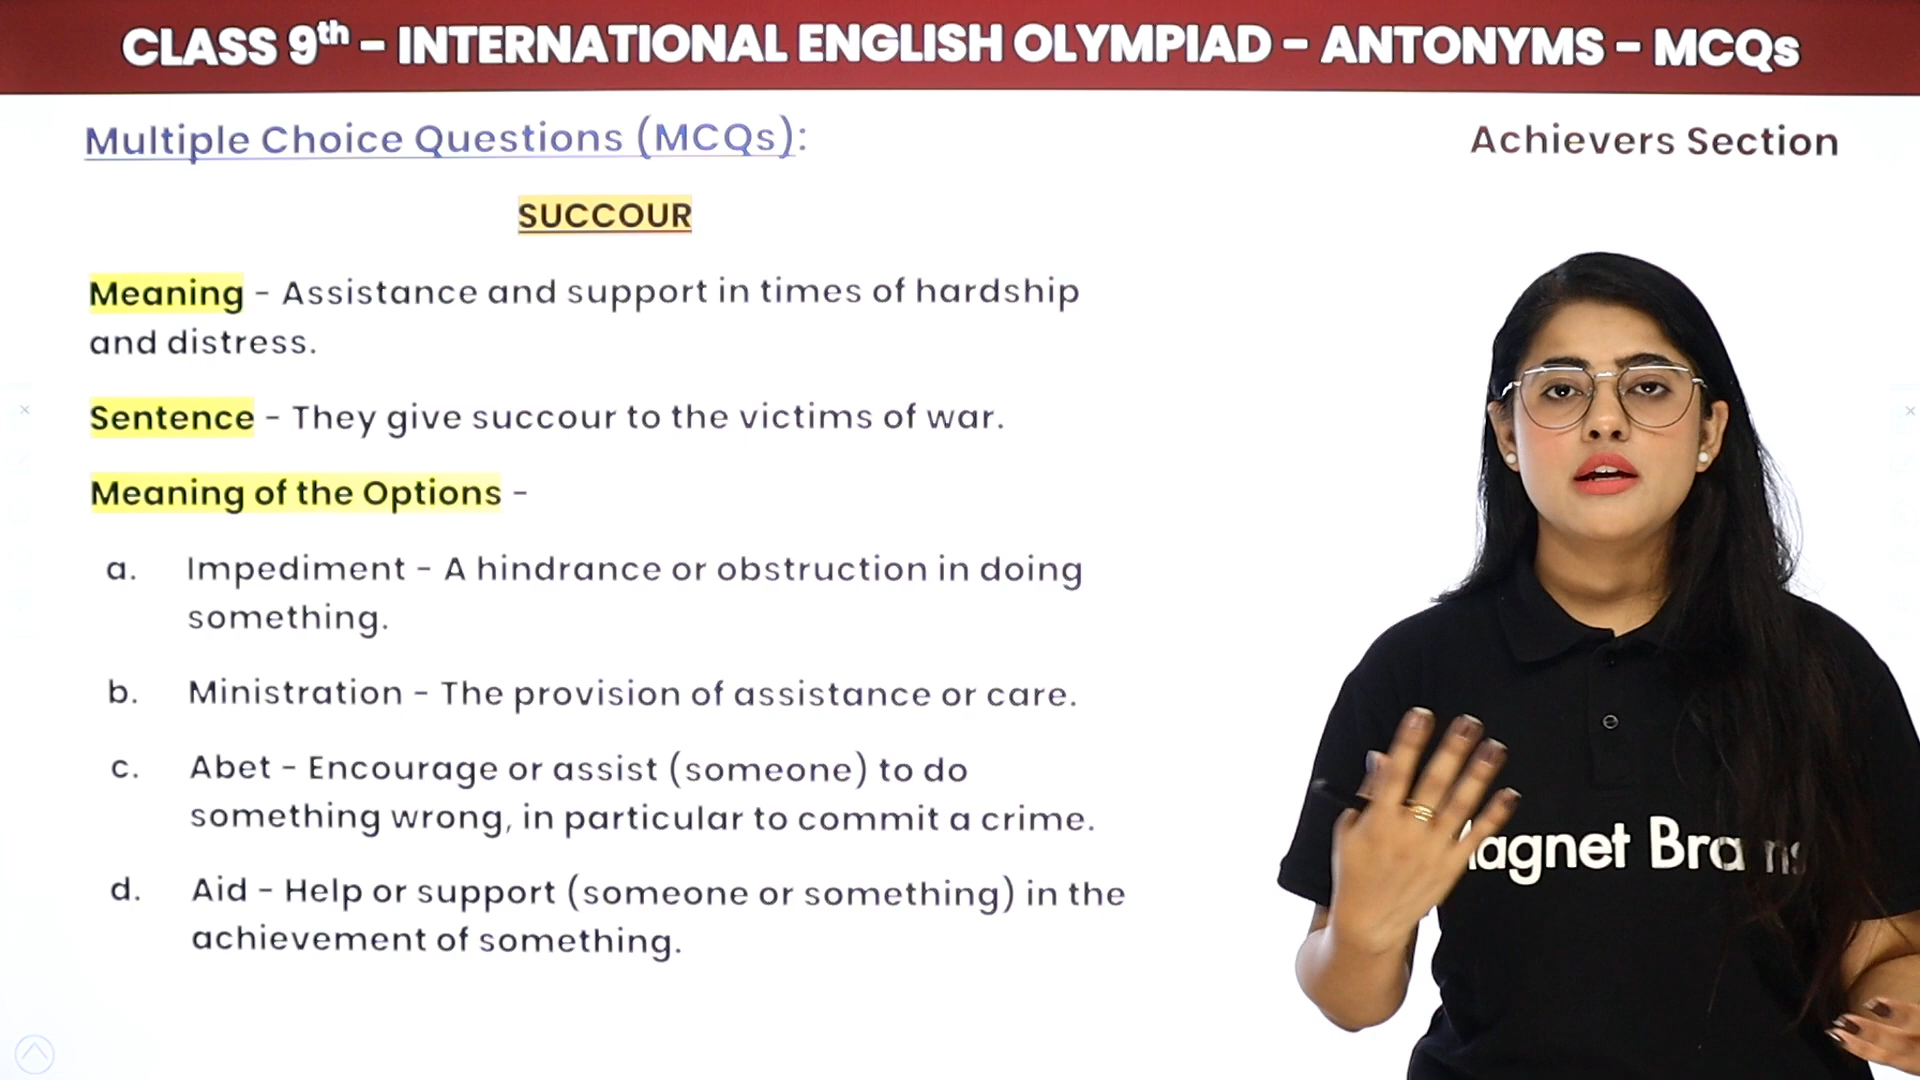 CLASS 9th – INTERNATIONAL ENGLISH OLYMPIAD – ANTONYMS – MCQs
Multiple Choice Questions (MCQs):
Achievers Section
SUCCOUR
Meaning - Assistance and support in times of hardship
and distress.
Sentence - They give succour to the victims of war.
Meaning of the Options -
a. Impediment - A hindrance or obstruction in doing
something.
b. Ministration - The provision of assistance or care.
c. Abet - Encourage or assist (someone) to do
something wrong, in particular to commit a crime.
d. Aid - Help or support (someone or something) in the
achievement of something.